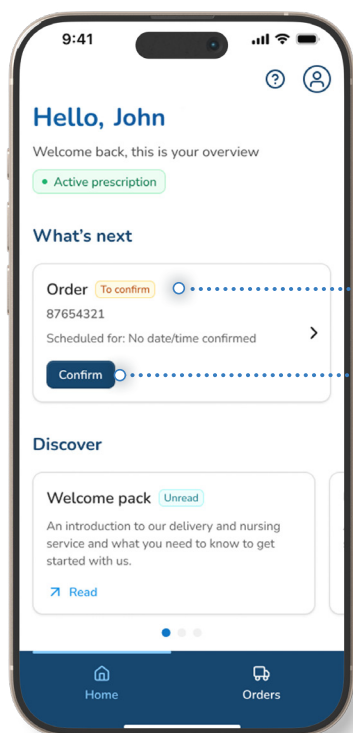 9:41
Hello, John
Welcome back, this is your overview
Active prescription
What's next
Order To confirm
87654321
Scheduled for: No date/time confirmed
Confirm
Discover
Welcome pack Unread
An introduction to our delivery and nursing
service and what you need to know to get
started with us.
Read
Home Orders